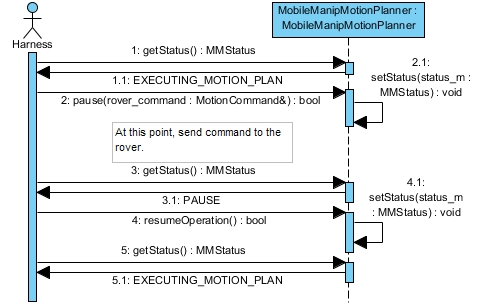 MobileManipMotionPlanner :
MobileManipMotionPlanner
Harness
1: getStatus() : MMStatus
2.1:
setStatus(status_m :
MMStatus) : void
1.1: EXECUTING_MOTION_PLAN
2: pause(rover_command : MotionCommand&) : bool
At this point, send command to the
rover.
3: getStatus() : MMStatus
4.1:
setStatus(status_m
: MMStatus) : void
3.1: PAUSE
4: resumeOperation() : bool
5: getStatus() : MMStatus
5.1: EXECUTING_MOTION_PLAN